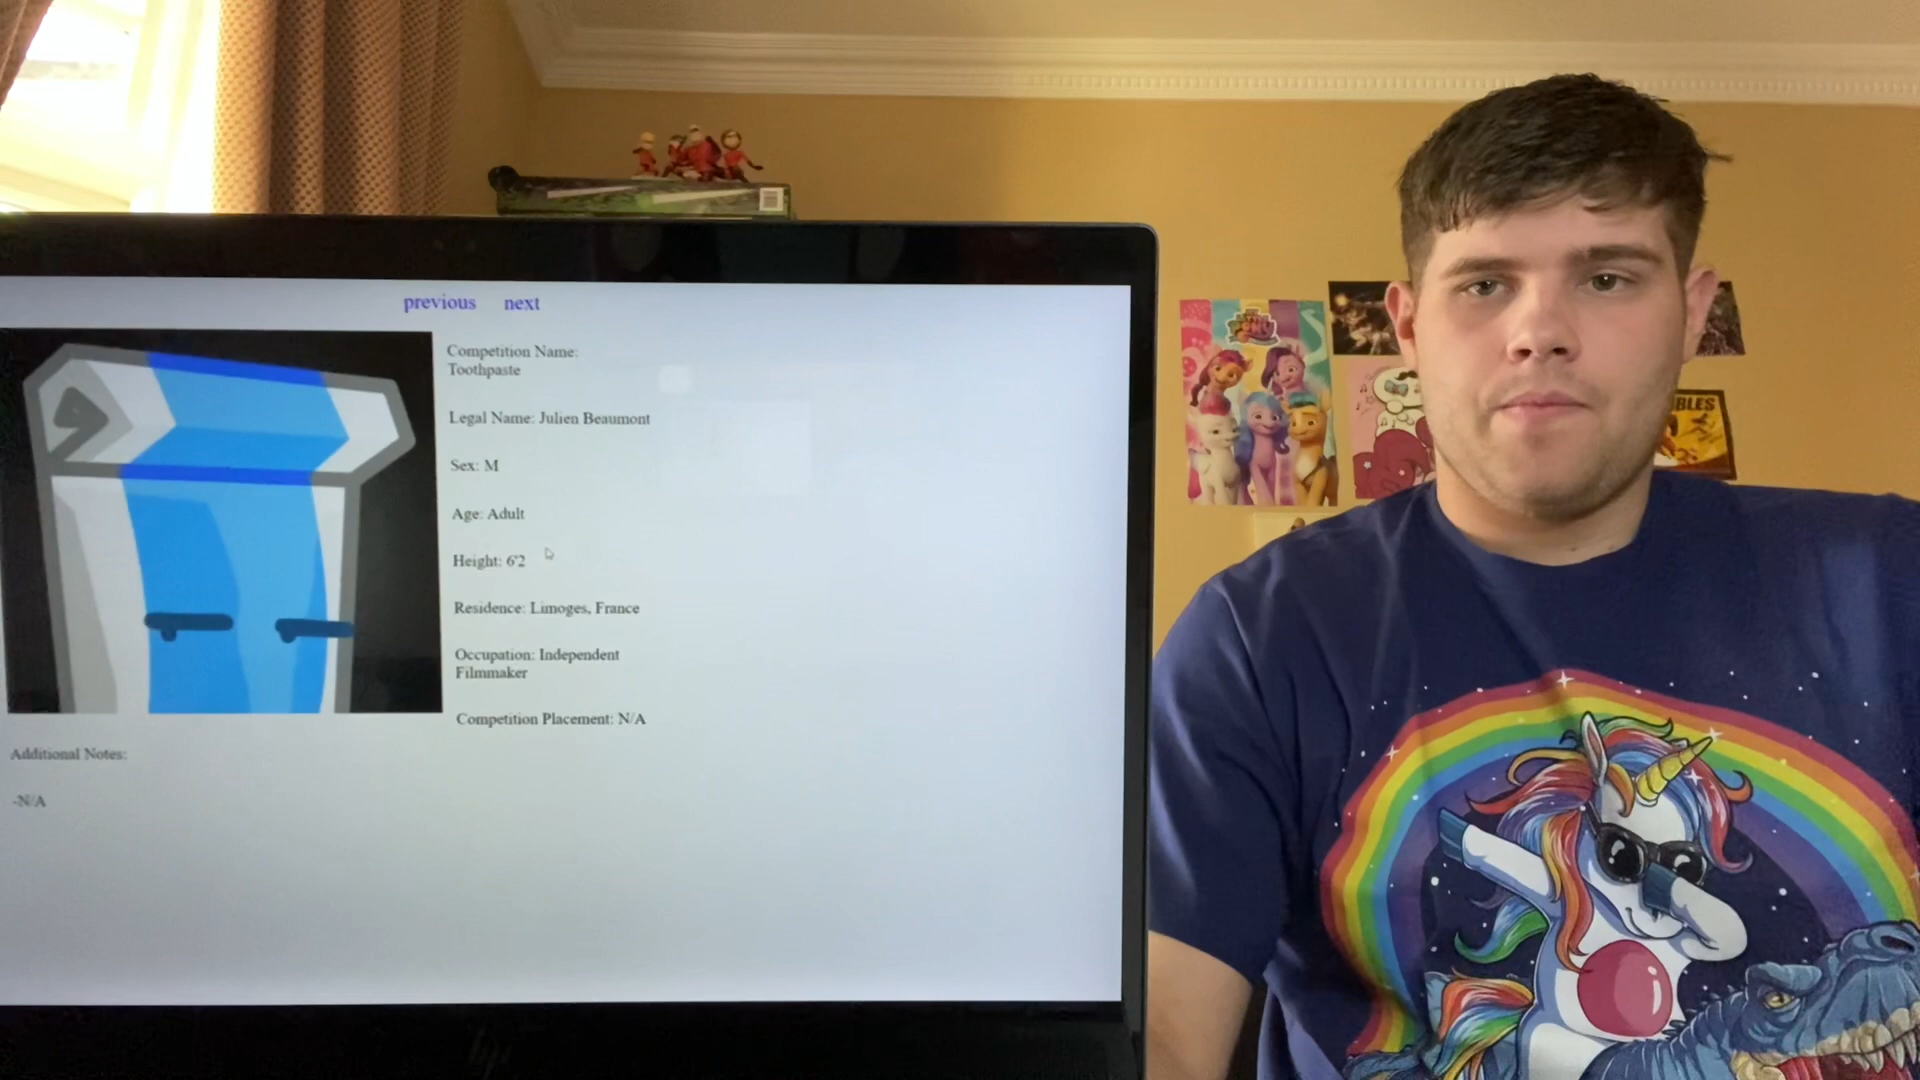 previous next
Competition Name:
Toothpaste
Legal Name: Julien Beaumont
Sex: M
Age: Adult
Height: 6'2
Residence: Limoges, France
Occupation: Independent
Filmmaker
Competition Placement: N/A
Additional Notes:
-N/A
hp